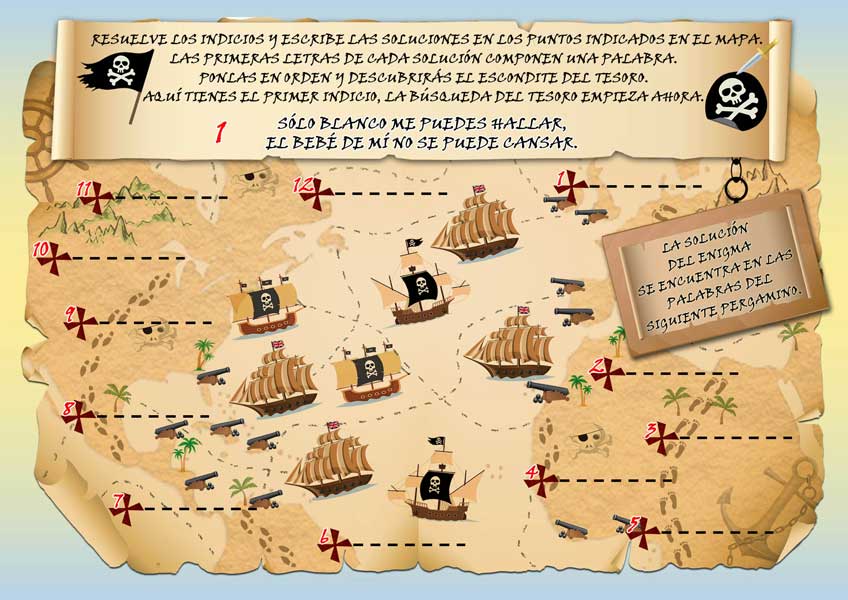 RESUELVE LOS INDICIOS Y ESCRIBE LAS SOLUCIONES EN LOS PUNTOS INDICADOS EN EL MAPA.
LAS PRIMERAS LETRAS DE CADA SOLUCIÓN COMPONEN UNA PALABRA.
PONLAS EN ORDEN Y DESCUBRIRÁS EL ESCONDITE DEL TESORO.
AQUÍ TIENES EL PRIMER INDICIO, LA BÚSQUEDA DEL TESORO EMPIEZA AHORA.
1 SÓLO BLANCO ME PUEDES HALLAR,
EL BEBÉ DE MÍ NO SE PUEDE CANSAR.
11
12
1
LA SOLUCIÓN
DEL ENIGMA
SE ENCUENTRA EN LAS
PALABRAS DEL
SIGUIENTE PERGAMINO.
10
9
2
8
3
4
7
5
6